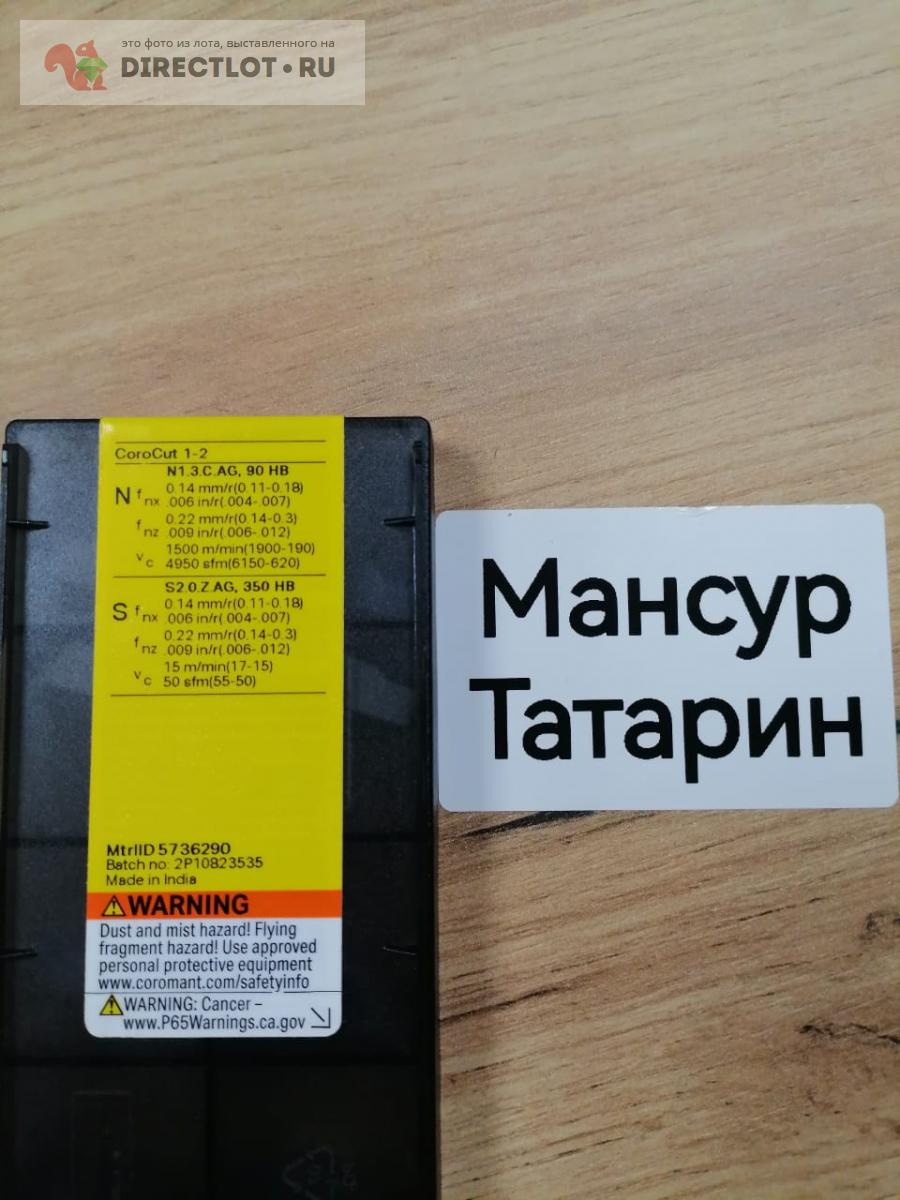 это фото из лота, выставленного на
DIRECTLOT•RU
CoroCut 1-2
N1.3.C.AG, 90 HB
N fnx 0.14 mm/r(0.11-0.18)
.006 in/r(.004-.007)
fnz 0.22 mm/r(0.14-0.3)
.009 in/r(.006-.012)
vc 1500 m/min(1900-190)
4950 sfm(6150-620)
S2.0.Z.AG, 350 HB
S fnx 0.14 mm/r(0.11-0.18)
.006 in/r(.004-.007)
fnz 0.22 mm/r(0.14-0.3)
.009 in/r(.006-.012)
vc 15 m/min(17-15)
50 sfm(55-50)
MtrlID 5736290
Batch no: 2P10823535
Made in India
WARNING
Dust and mist hazard! Flying
fragment hazard! Use approved
personal protective equipment
www.coromant.com/safetyinfo
WARNING: Cancer –
www.P65Warnings.ca.gov
Мансур
Татарин